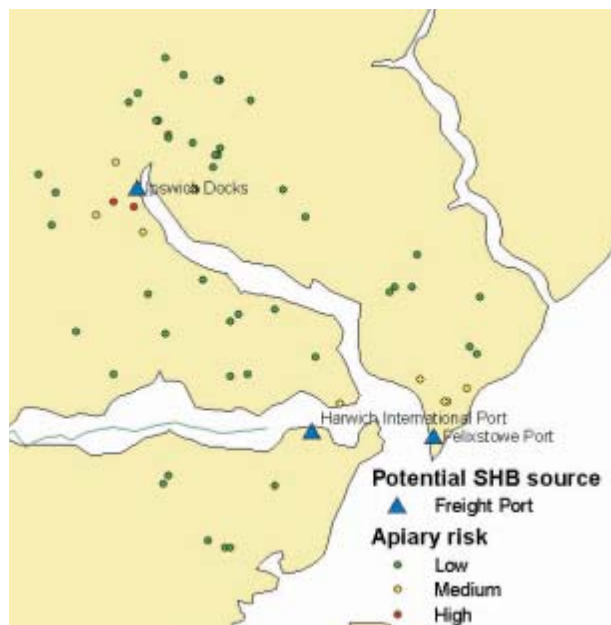 Ipswich Docks
Harwich International Port
Felixstowe Port
Potential SHB source
Freight Port
Apiary risk
Low
Medium
High